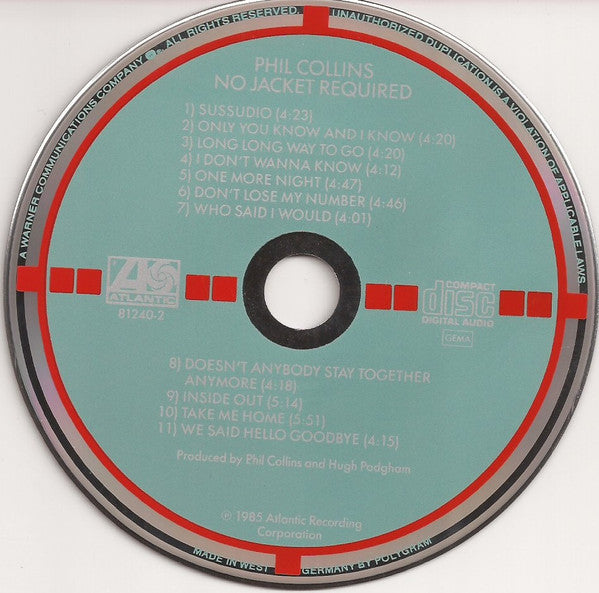 A WARNER COMMUNICATIONS COMPANY ALL RIGHTS RESERVED. UNAUTHORIZED DUPLICATION IS A VIOLATION OF APPLICABLE LAWS
PHIL COLLINS
NO JACKET REQUIRED
1) SUSSUDIO (4:23)
2) ONLY YOU KNOW AND I KNOW (4:20)
3) LONG LONG WAY TO GO (4:20)
4) I DON'T WANNA KNOW (4:12)
5) ONE MORE NIGHT (4:47)
6) DON'T LOSE MY NUMBER (4:46)
7) WHO SAID I WOULD (4:01)
ATLANTIC
81240-2
COMPACT
disc
DIGITAL AUDIO
GEMA
8) DOESN'T ANYBODY STAY TOGETHER
ANYMORE (4:18)
9) INSIDE OUT (5:14)
10) TAKE ME HOME (5:51)
11) WE SAID HELLO GOODBYE (4:15)
Produced by Phil Collins and Hugh Padgham
℗ 1985 Atlantic Recording
Corporation
MADE IN WEST GERMANY BY POLYGRAM